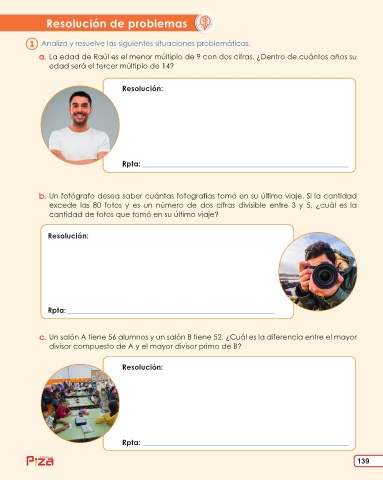 Resolución de problemas
1 Analiza y resuelve las siguientes situaciones problemáticas.
a. La edad de Raúl es el menor múltiplo de 9 con dos cifras. ¿Dentro de cuántos años su
edad será el tercer múltiplo de 14?
Resolución:
Rpta:
b. Un fotógrafo desea saber cuántas fotografías tomó en su último viaje. Si la cantidad
excede las 80 fotos y es un número de dos cifras divisible entre 3 y 5, ¿cuál es la
cantidad de fotos que tomó en su último viaje?
Resolución:
Rpta:
c. Un salón A tiene 56 alumnos y un salón B tiene 52. ¿Cuál es la diferencia entre el mayor
divisor compuesto de A y el mayor divisor primo de B?
Resolución:
Rpta:
P:ZA
139